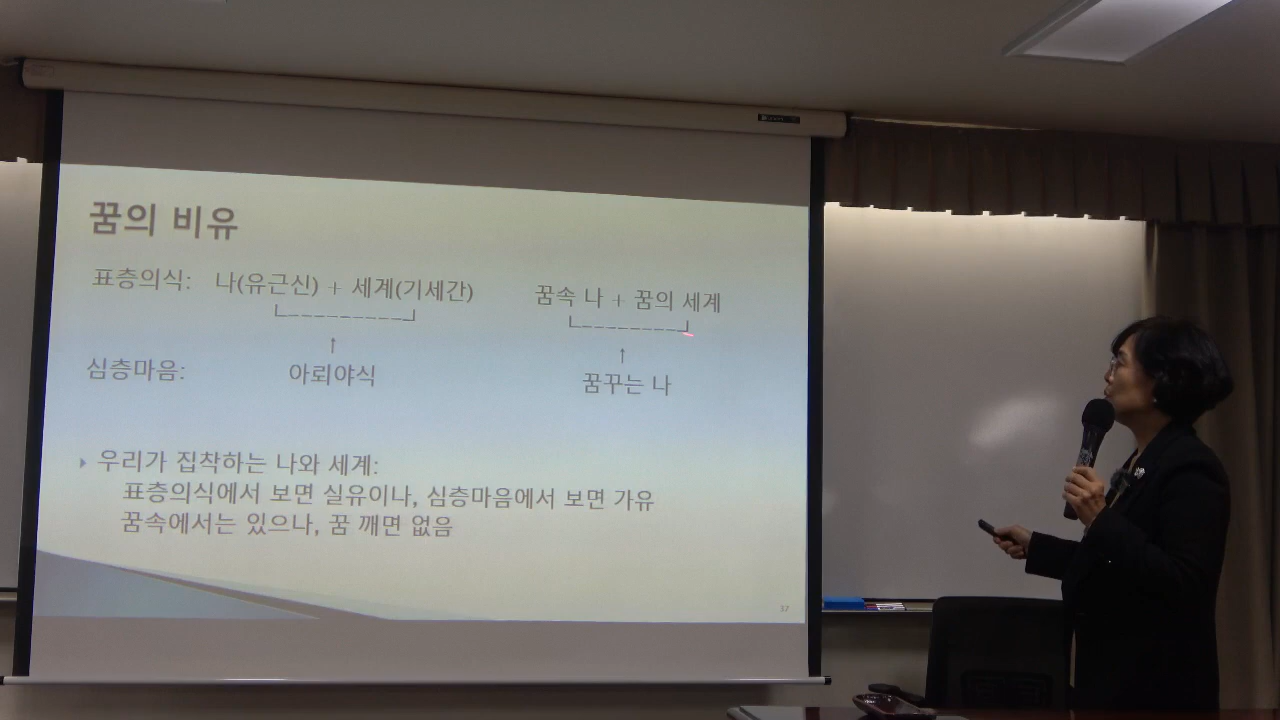 꿈의 비유
표층의식: 나(유근신) + 세계(기세간) 꿈속 나 + 꿈의 세계
↑ ↑
심층마음: 아뢰야식 꿈꾸는 나
우리가 집착하는 나와 세계:
표층의식에서 보면 실유이나, 심층마음에서 보면 가유
꿈속에서는 있으나, 꿈 깨면 없음
37